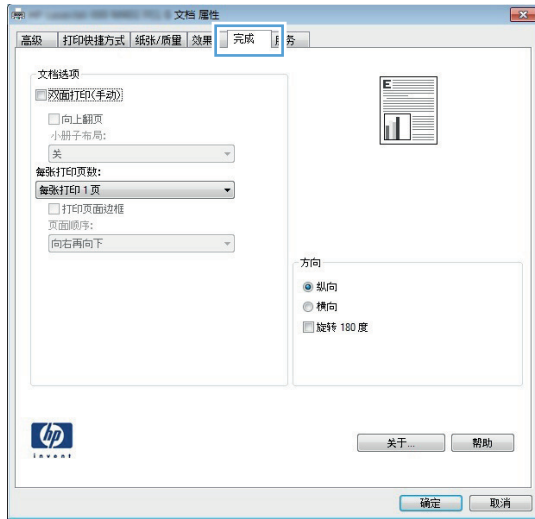 文档 属性
高级 打印快捷方式 纸张/质量 效果 完成 服务
文档选项
双面打印(手动)
向上翻页
小册子布局:
关
每张打印页数:
每张打印 1 页
打印页面边框
页面顺序:
向右再向下
E
方向
纵向
横向
旋转 180 度
hp
invent
关于... 帮助
确定 取消